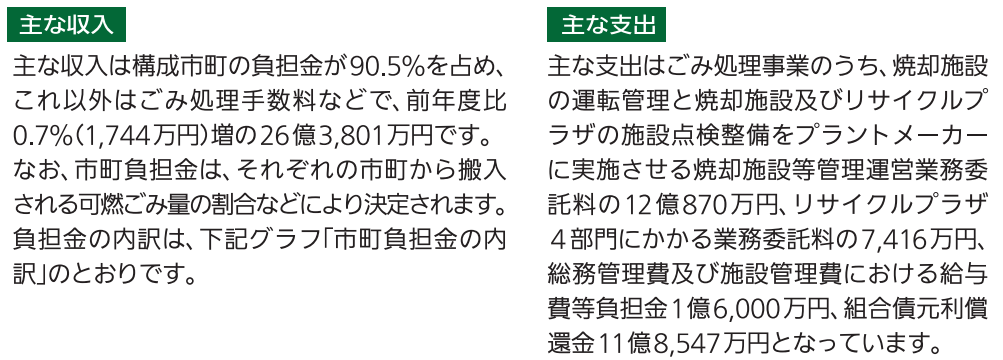 主な収入
主な収入は構成市町の負担金が90.5％を占め、
これ以外はごみ処理手数料などで、前年度比
0.7％（1,744万円）増の26億3,801万円です。
なお、市町負担金は、それぞれの市町から搬入
される可燃ごみ量の割合などにより決定されます。
負担金の内訳は、下記グラフ「市町負担金の内
訳」のとおりです。
主な支出
主な支出はごみ処理事業のうち、焼却施設
の運転管理と焼却施設及びリサイクルプ
ラザの施設点検整備をプラントメーカー
に実施させる焼却施設等管理運営業務委
託料の12億870万円、リサイクルプラザ
４部門にかかる業務委託料の7,416万円、
総務管理費及び施設管理費における給与
費等負担金1億6,000万円、組合債元利償
還金11億8,547万円となっています。